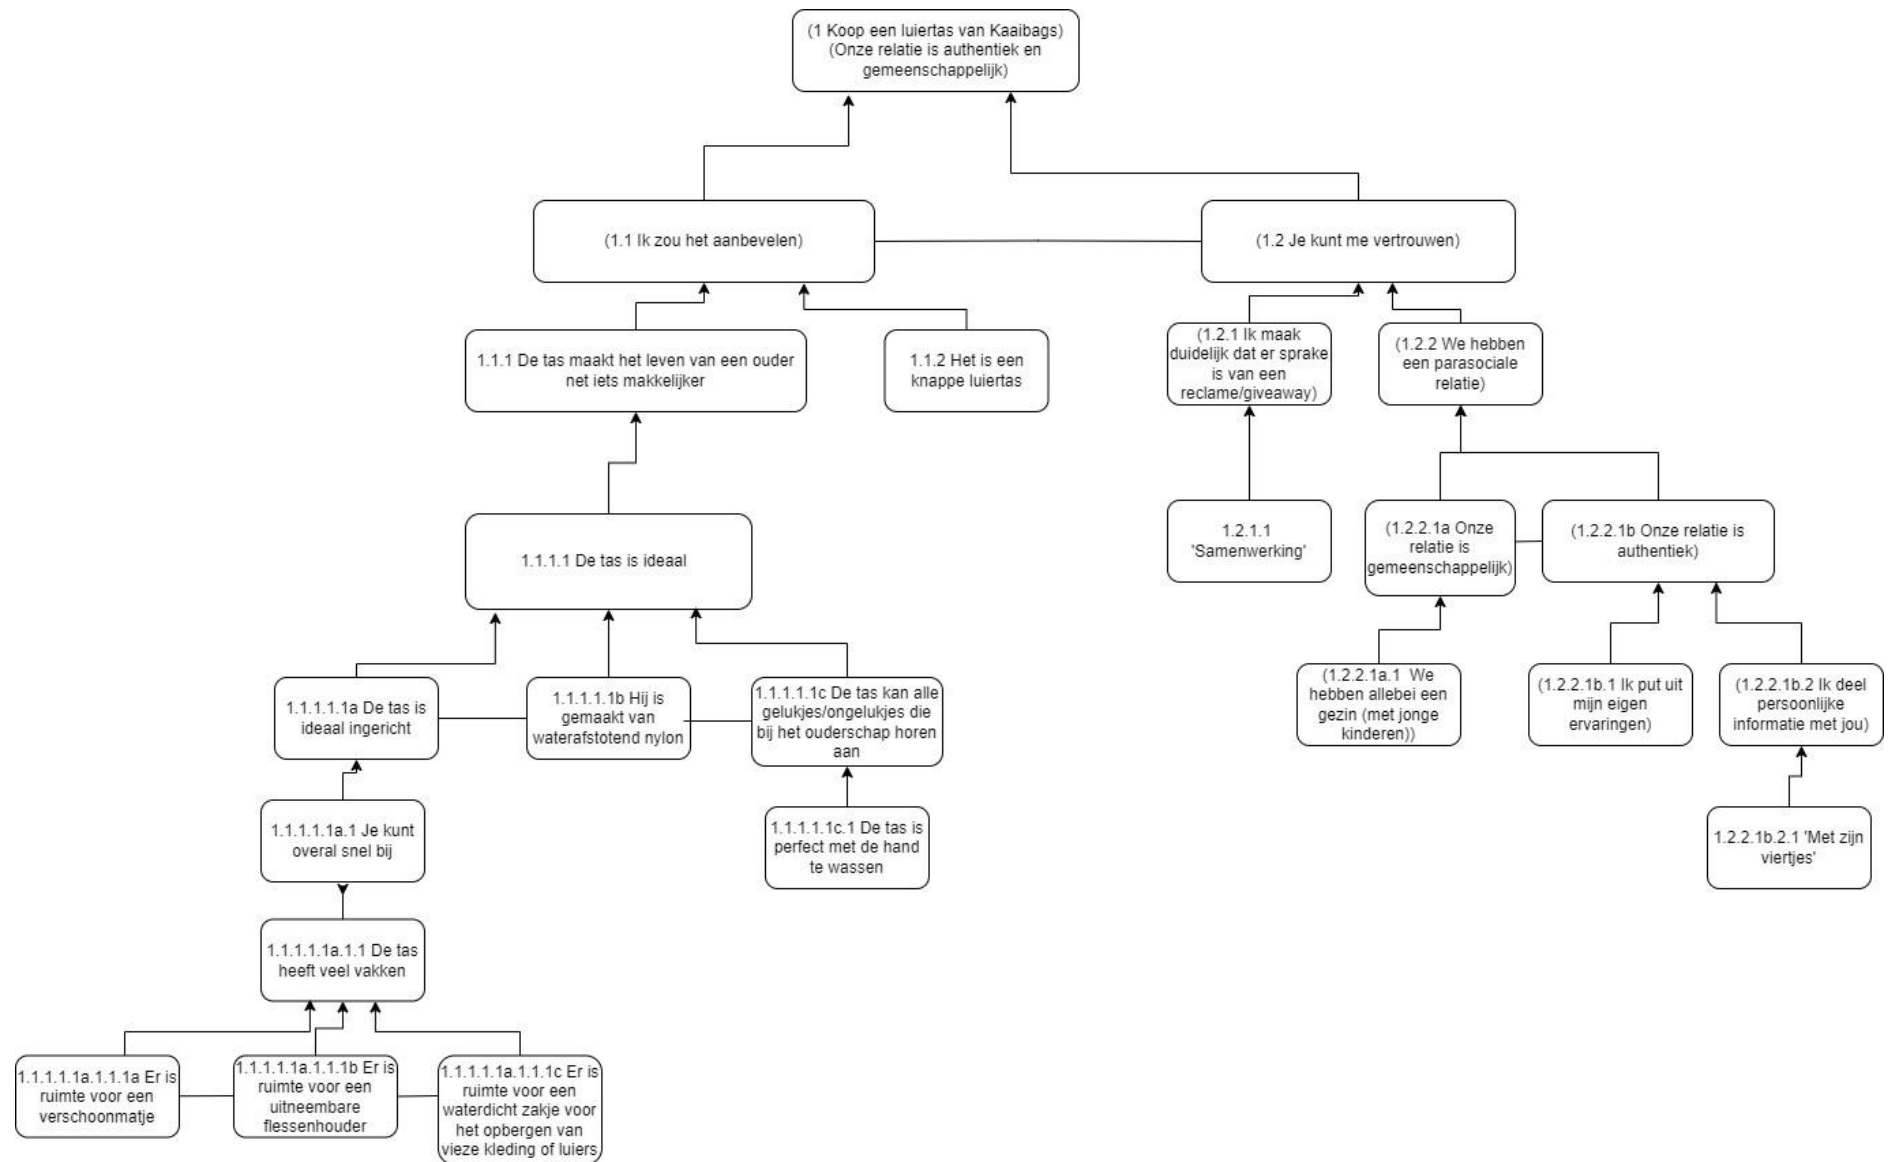 (1 Koop een luiertas van Kaaibags)
(Onze relatie is authentiek en
gemeenschappelijk)
(1.1 Ik zou het aanbevelen)
(1.2 Je kunt me vertrouwen)
1.1.1 De tas maakt het leven van een ouder
net iets makkelijker
1.1.2 Het is een
knappe luiertas
(1.2.1 Ik maak
duidelijk dat er sprake
is van een
reclame/giveaway)
(1.2.2 We hebben
een parasociale
relatie)
1.1.1.1 De tas is ideaal
1.2.1.1
'Samenwerking'
(1.2.2.1a Onze
relatie is
gemeenschappelijk)
(1.2.2.1b Onze relatie is
authentiek)
1.1.1.1.1a De tas is
ideaal ingericht
1.1.1.1.1b Hij is
gemaakt van
waterafstotend nylon
1.1.1.1.1c De tas kan alle
gelukjes/ongelukjes die
bij het ouderschap horen
aan
(1.2.2.1a.1 We
hebben allebei een
gezin (met jonge
kinderen))
(1.2.2.1b.1 Ik put uit
mijn eigen
ervaringen)
(1.2.2.1b.2 Ik deel
persoonlijke
informatie met jou)
1.1.1.1.1a.1 Je kunt
overal snel bij
1.1.1.1.1c.1 De tas is
perfect met de hand
te wassen
1.2.2.1b.2.1 'Met zijn
viertjes'
1.1.1.1.1a.1.1 De tas
heeft veel vakken
1.1.1.1.1a.1.1.1a Er is
ruimte voor een
verschoonmatje
1.1.1.1.1a.1.1.1b Er is
ruimte voor een
uitneembare
flessenhouder
1.1.1.1.1a.1.1.1c Er is
ruimte voor een
waterdicht zakje voor
het opbergen van
vieze kleding of luiers